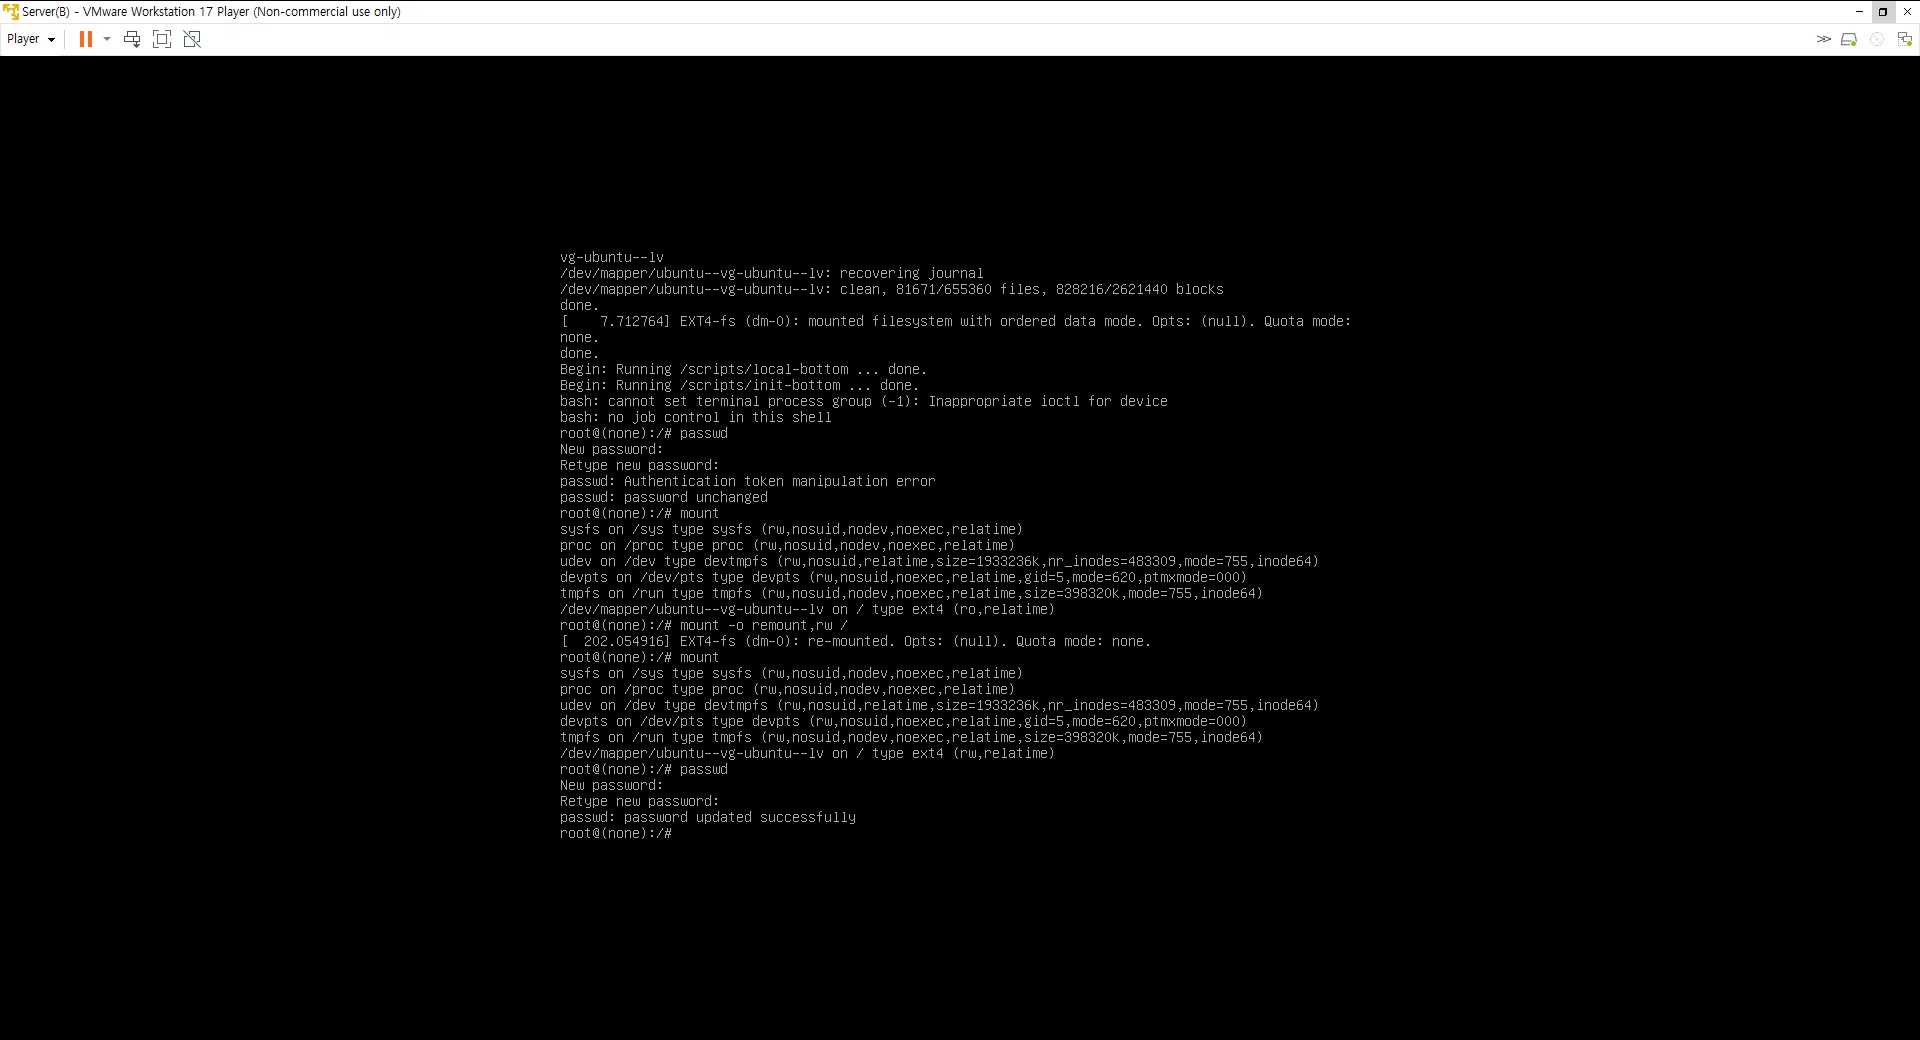 Server(B) - VMware Workstation 17 Player (Non-commercial use only)
Player
vg-ubuntu--lv
/dev/mapper/ubuntu--vg-ubuntu--lv: recovering journal
/dev/mapper/ubuntu--vg-ubuntu--lv: clean, 81671/655360 files, 828216/2621440 blocks
done.
[    7.712764] EXT4-fs (dm-0): mounted filesystem with ordered data mode. Opts: (null). Quota mode:
none.
done.
Begin: Running /scripts/local-bottom ... done.
Begin: Running /scripts/init-bottom ... done.
bash: cannot set terminal process group (-1): Inappropriate ioctl for device
bash: no job control in this shell
root@(none):/# passwd
New password:
Retype new password:
passwd: Authentication token manipulation error
passwd: password unchanged
root@(none):/# mount
sysfs on /sys type sysfs (rw,nosuid,nodev,noexec,relatime)
proc on /proc type proc (rw,nosuid,nodev,noexec,relatime)
udev on /dev type devtmpfs (rw,nosuid,relatime,size=1933236k,nr_inodes=483309,mode=755,inode64)
devpts on /dev/pts type devpts (rw,nosuid,noexec,relatime,gid=5,mode=620,ptmxmode=000)
tmpfs on /run type tmpfs (rw,nosuid,nodev,noexec,relatime,size=398320k,mode=755,inode64)
/dev/mapper/ubuntu--vg-ubuntu--lv on / type ext4 (ro,relatime)
root@(none):/# mount -o remount,rw /
[  202.054916] EXT4-fs (dm-0): re-mounted. Opts: (null). Quota mode: none.
root@(none):/# mount
sysfs on /sys type sysfs (rw,nosuid,nodev,noexec,relatime)
proc on /proc type proc (rw,nosuid,nodev,noexec,relatime)
udev on /dev type devtmpfs (rw,nosuid,relatime,size=1933236k,nr_inodes=483309,mode=755,inode64)
devpts on /dev/pts type devpts (rw,nosuid,noexec,relatime,gid=5,mode=620,ptmxmode=000)
tmpfs on /run type tmpfs (rw,nosuid,nodev,noexec,relatime,size=398320k,mode=755,inode64)
/dev/mapper/ubuntu--vg-ubuntu--lv on / type ext4 (rw,relatime)
root@(none):/# passwd
New password:
Retype new password:
passwd: password updated successfully
root@(none):/#